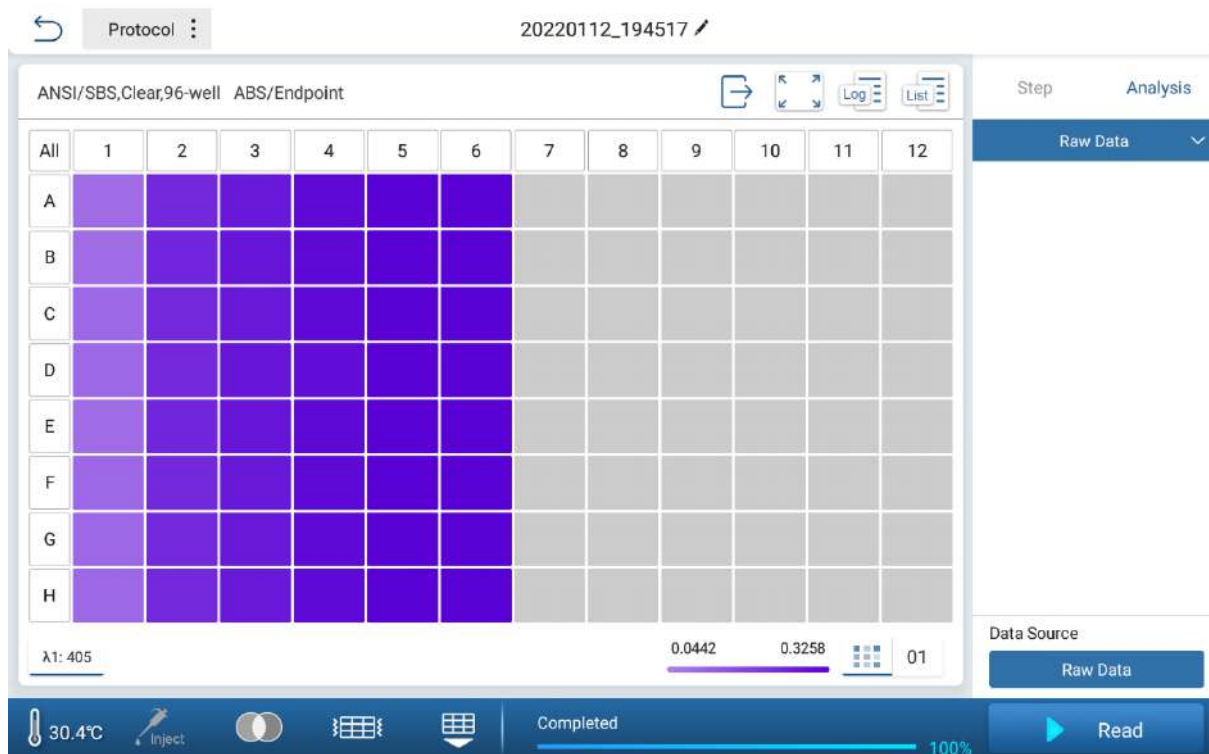 Protocol
20220112_194517
ANSI/SBS,Clear,96-well ABS/Endpoint
Log
List
Step
Analysis
Raw Data
All 1 2 3 4 5 6 7 8 9 10 11 12
A
B
C
D
E
F
G
H
λ1: 405
0.0442
0.3258
01
Data Source
Raw Data
30.4℃
Inject
Completed
100%
Read